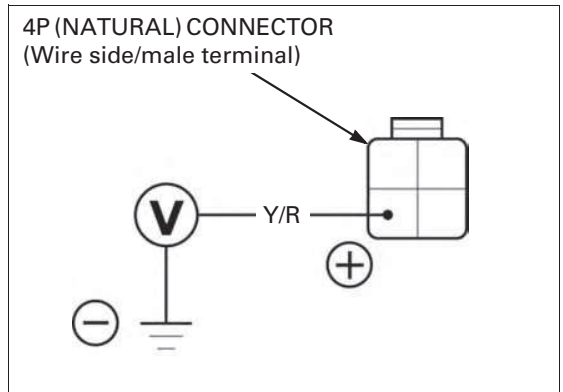 4P (NATURAL) CONNECTOR
(Wire side/male terminal)
V
Y/R
+
−